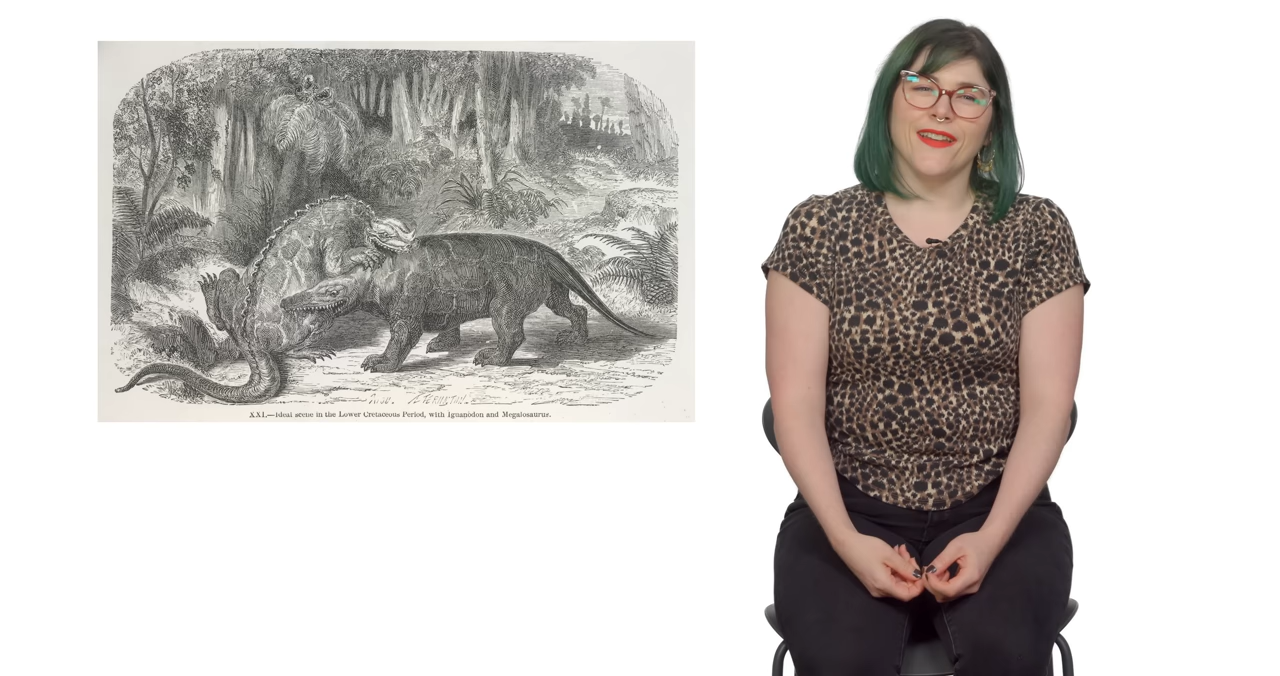 XXI.—Ideal scene in the Lower Cretaceous Period, with Iguanodon and Megalosaurus.